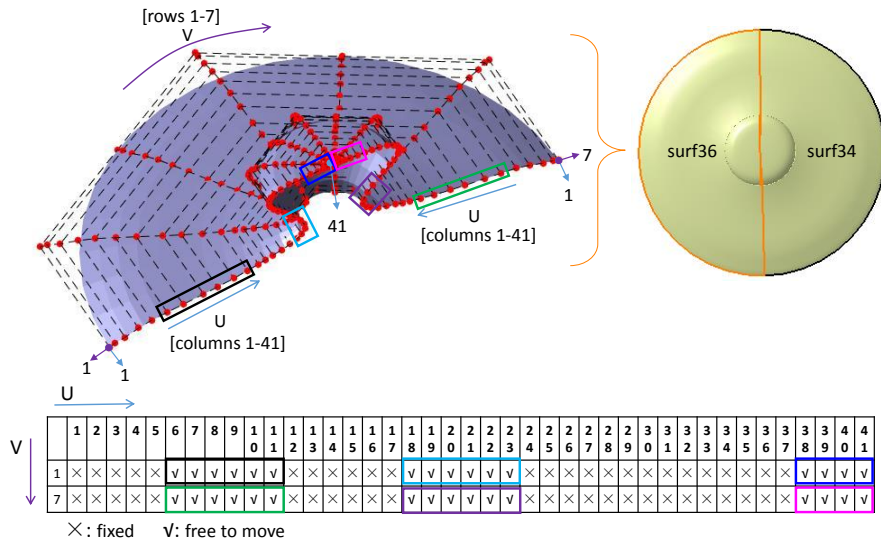 [rows 1-7]
V
surf36
surf34
7
1
41
U
[columns 1-41]
U
[columns 1-41]
1
1
U
V
1 2 3 4 5 6 7 8 9 10 11 12 13 14 15 16 17 18 19 20 21 22 23 24 25 26 27 28 29 30 31 32 33 34 35 36 37 38 39 40 41
1 × × × × × √ √ √ √ √ √ × × × × × × √ √ √ √ √ √ × × × × × × × × × × × × × × √ √ √ √
7 × × × × × √ √ √ √ √ √ × × × × × × √ √ √ √ √ √ × × × × × × × × × × × × × × √ √ √ √
×: fixed √: free to move